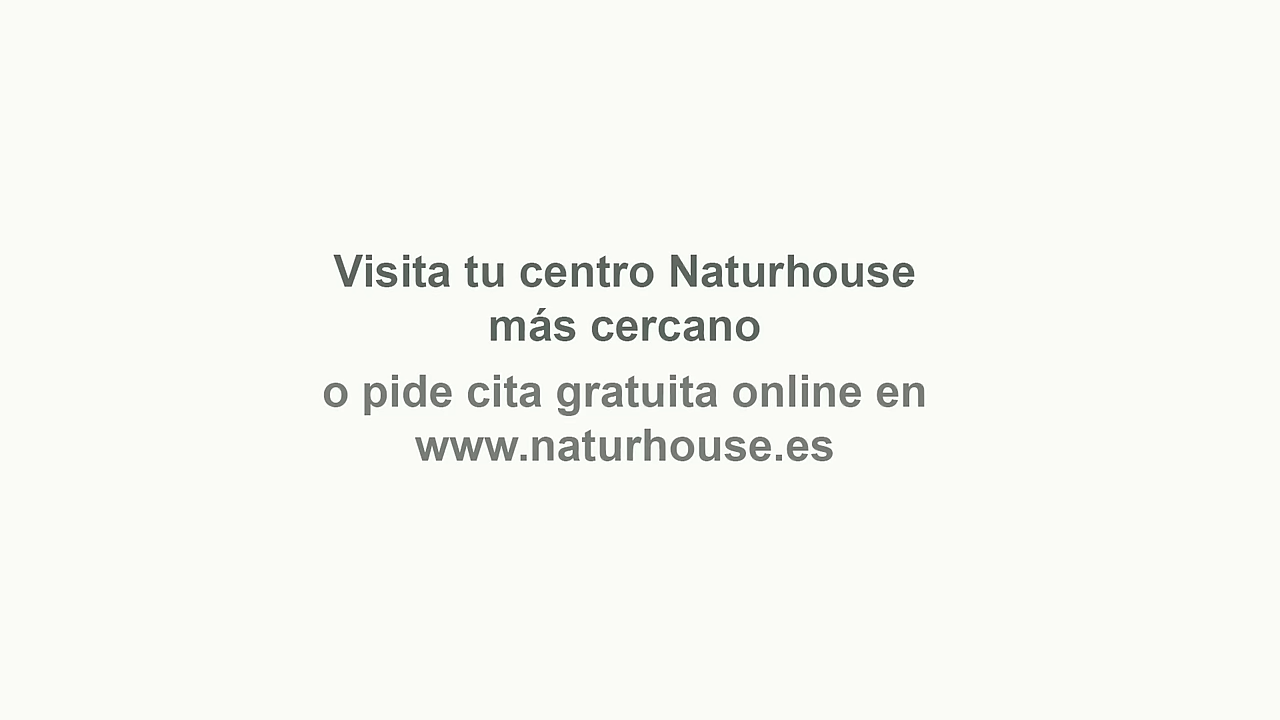 Visita tu centro Naturhouse
más cercano
o pide cita gratuita online en
www.naturhouse.es